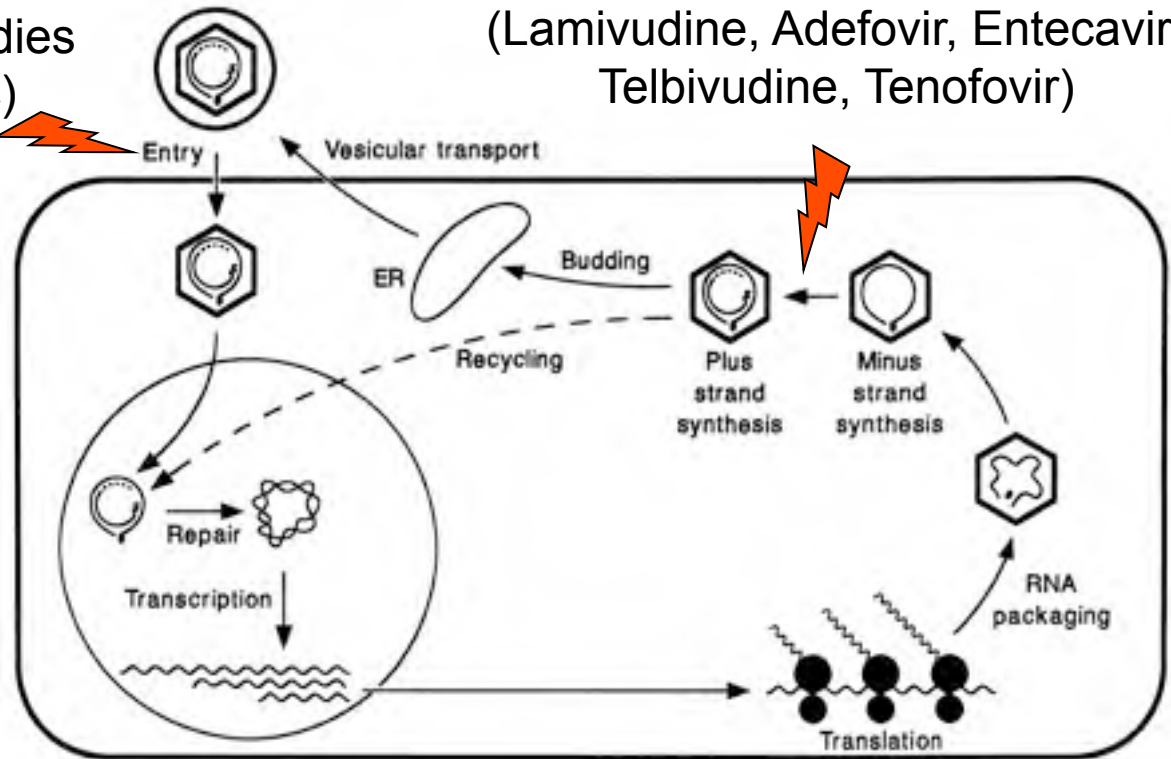 dies
)
(Lamivudine, Adefovir, Entecavir
Telbivudine, Tenofovir)
Entry
Vesicular transport
ER
Budding
Recycling
Plus
strand
synthesis
Minus
strand
synthesis
Repair
Transcription
RNA
packaging
Translation